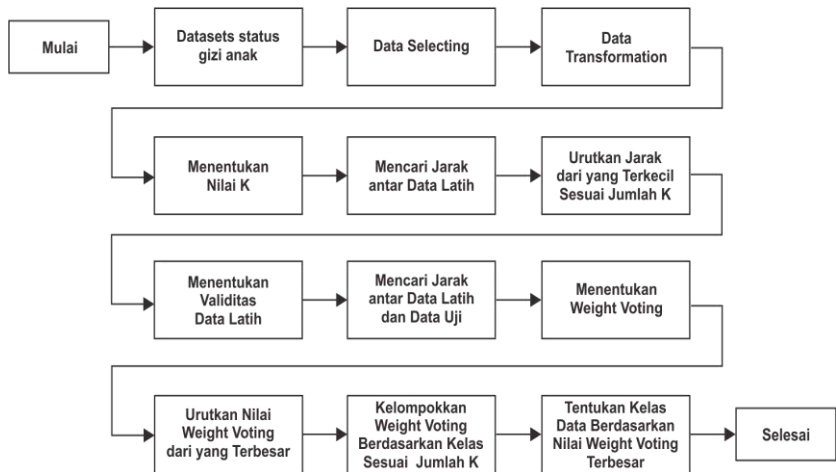 Mulai
Datasets status
gizi anak
Data Selecting
Data
Transformation
Menentukan
Nilai K
Mencari Jarak
antar Data Latih
Urutkan Jarak
dari yang Terkecil
Sesuai Jumlah K
Menentukan
Validitas
Data Latih
Mencari Jarak
antar Data Latih
dan Data Uji
Menentukan
Weight Voting
Urutkan Nilai
Weight Voting
dari yang Terbesar
Kelompokkan
Weight Voting
Berdasarkan Kelas
Sesuai Jumlah K
Tentukan Kelas
Data Berdasarkan
Nilai Weight Voting
Terbesar
Selesai